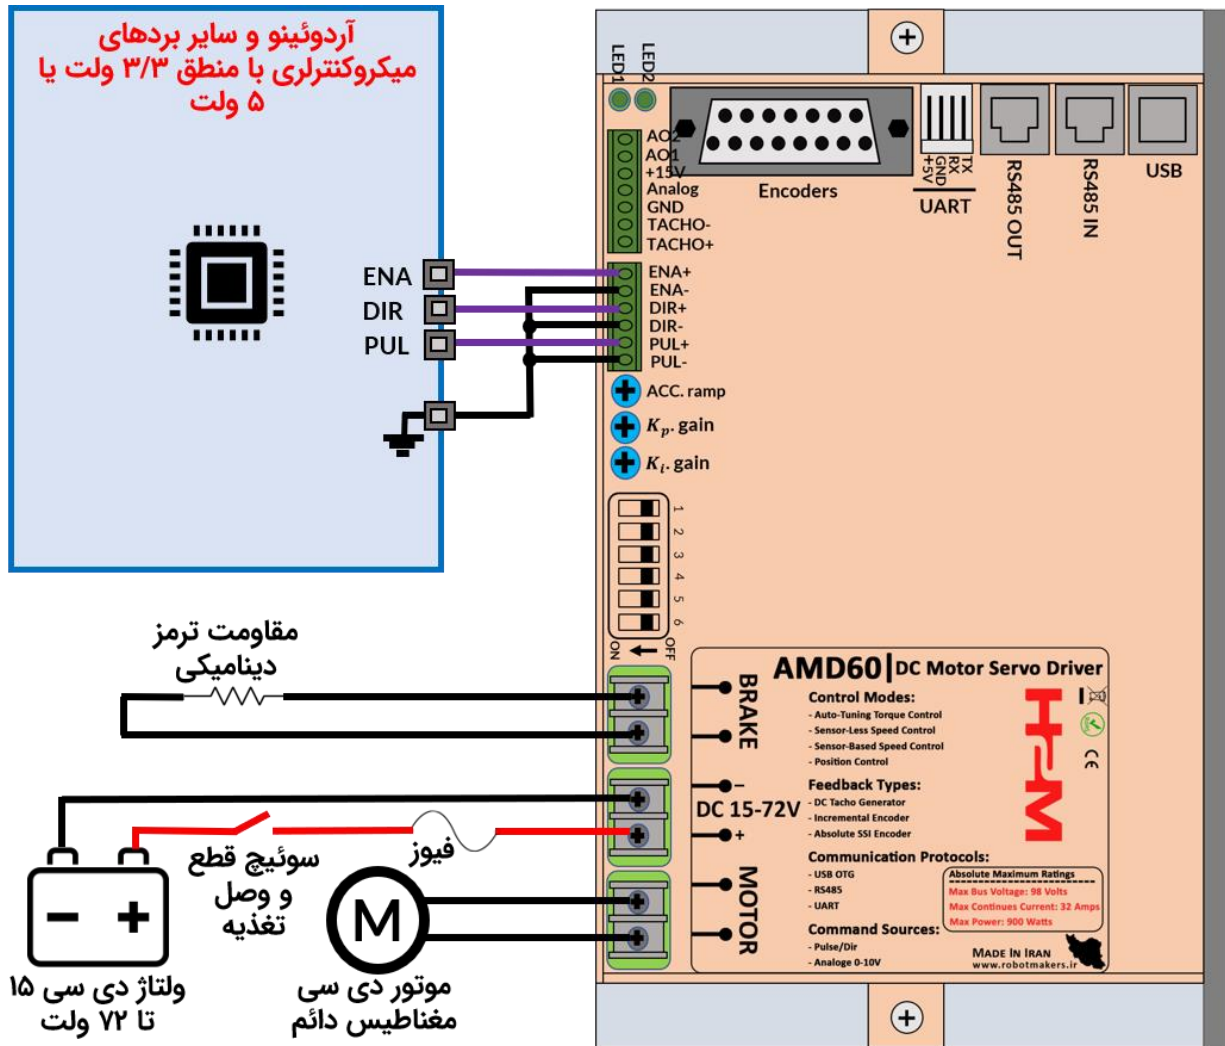 آردوئینو و سایر بردهای
میکروکنترلری با منطق ۳/۳ ولت یا
۵ ولت
ENA
DIR
PUL
LED1
LED2
AO2
AO1
+15V
Analog
GND
TACHO-
TACHO+
ENA+
ENA-
DIR+
DIR-
PUL+
PUL-
ACC. ramp
Kp. gain
Ki. gain
Encoders
TX
RX
GND
+5V
UART
RS485 OUT
RS485 IN
USB
1
2
3
4
5
6
ON
OFF
مقاومت ترمز
دینامیکی
BRAKE
−
DC 15-72V
+
MOTOR
فیوز
سوئیچ قطع
و وصل
تغذیه
− +
M
ولتاژ دی سی ۱۵
تا ۷۲ ولت
موتور دی سی
مغناطیس دائم
AMD60| DC Motor Servo Driver
Control Modes:
- Auto-Tuning Torque Control
- Sensor-Less Speed Control
- Sensor-Based Speed Control
- Position Control
Feedback Types:
- DC Tacho Generator
- Incremental Encoder
- Absolute SSI Encoder
Communication Protocols:
- USB OTG
- RS485
- UART
Command Sources:
- Pulse/Dir
- Analoge 0-10V
Absolute Maximum Ratings
Max Bus Voltage: 98 Volts
Max Continues Current: 32 Amps
Max Power: 900 Watts
MADE IN IRAN
www.robotmakers.ir
CE